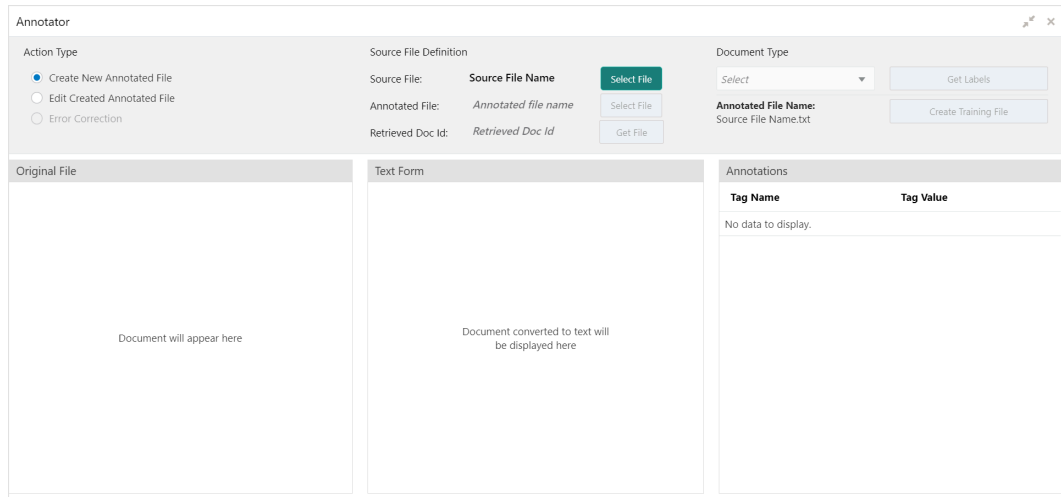 Annotator
Action Type
Create New Annotated File
Edit Created Annotated File
Error Correction
Source File Definition
Source File: Source File Name Select File
Annotated File: Annotated file name Select File
Retrieved Doc Id: Retrieved Doc Id Get File
Document Type
Select Get Labels
Annotated File Name:
Source File Name.txt
Create Training File
Original File
Document will appear here
Text Form
Document converted to text will
be displayed here
Annotations
Tag Name Tag Value
No data to display.